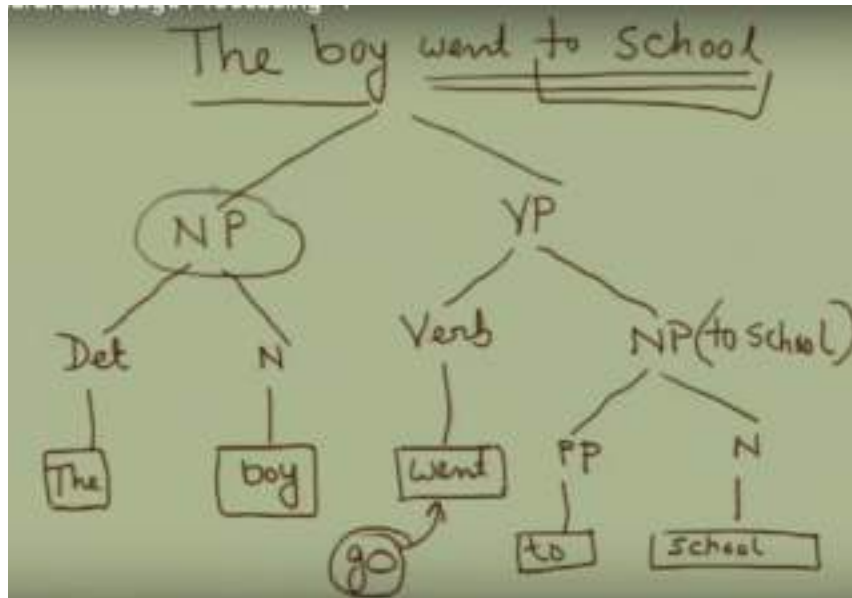 The boy went to school
NP VP
Det N Verb NP(to school)
The boy went PP N
go to school